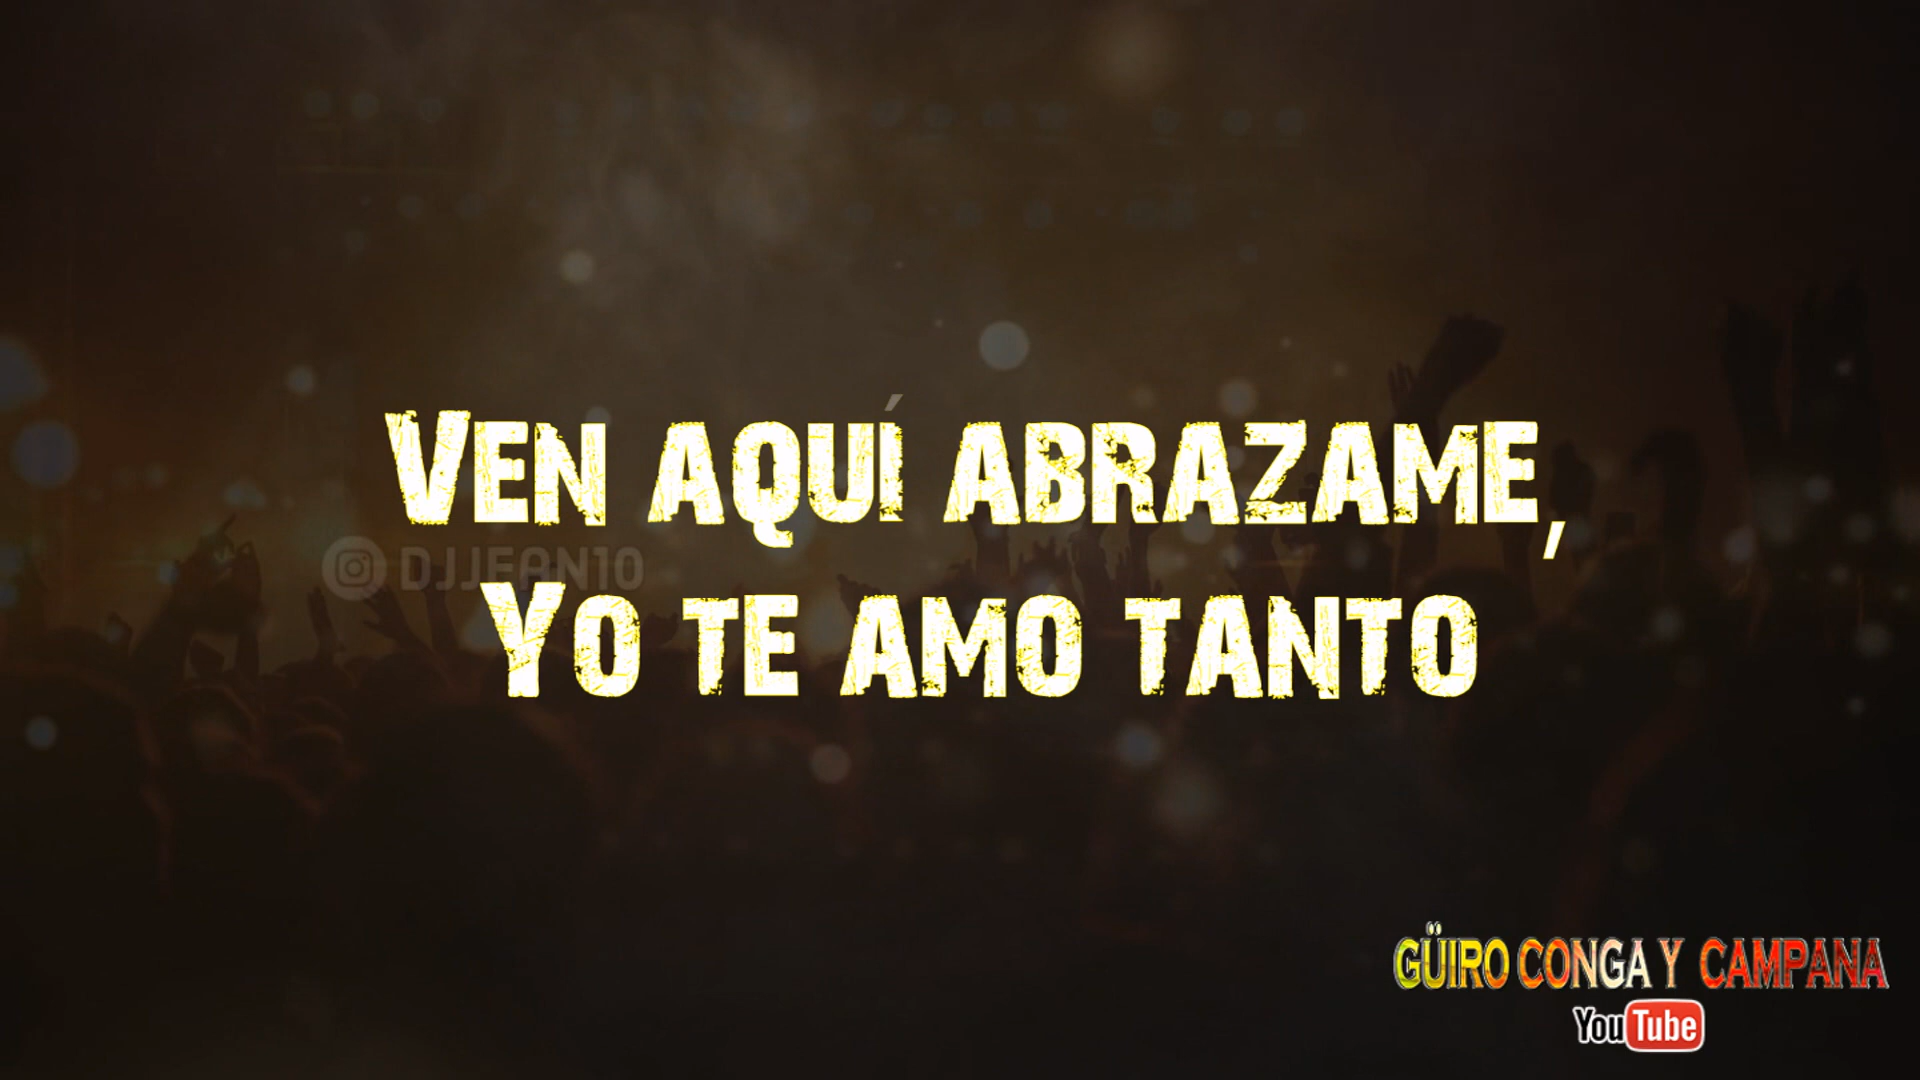 Ven aquí abrazame,
DJJEAN10
Yo te amo tanto
GÜIRO CONGA Y CAMPANA
YouTube